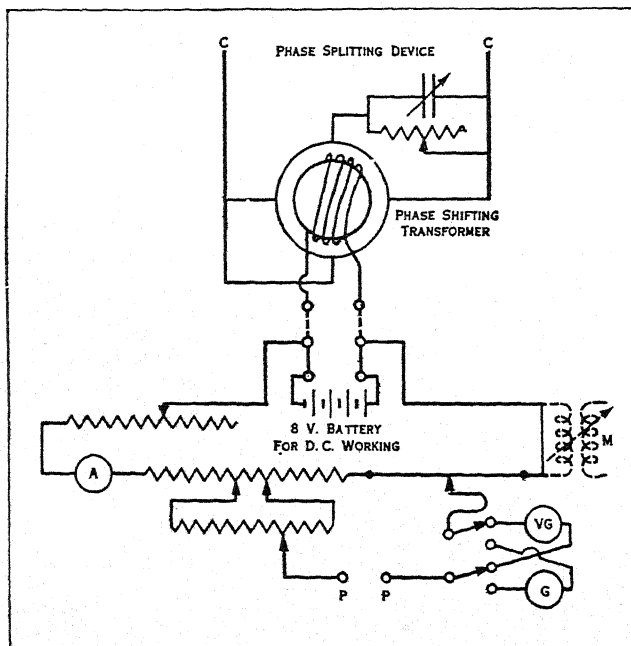 C
C
PHASE SPLITTING DEVICE
PHASE SHIFTING
TRANSFORMER
8 V. BATTERY
FOR D.C. WORKING
M
A
VG
P
P
G